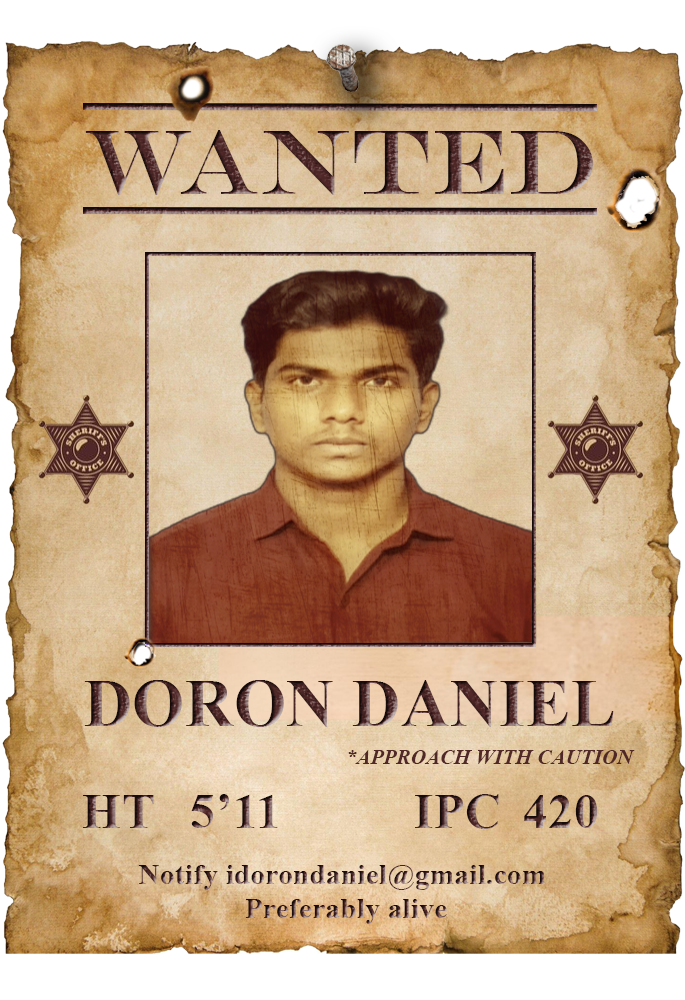 WANTED
SHERIFF'S
OFFICE
SHERIFF'S
OFFICE
DORON DANIEL
*APPROACH WITH CAUTION
HT 5’11 IPC 420
Notify idorondaniel@gmail.com
Preferably alive